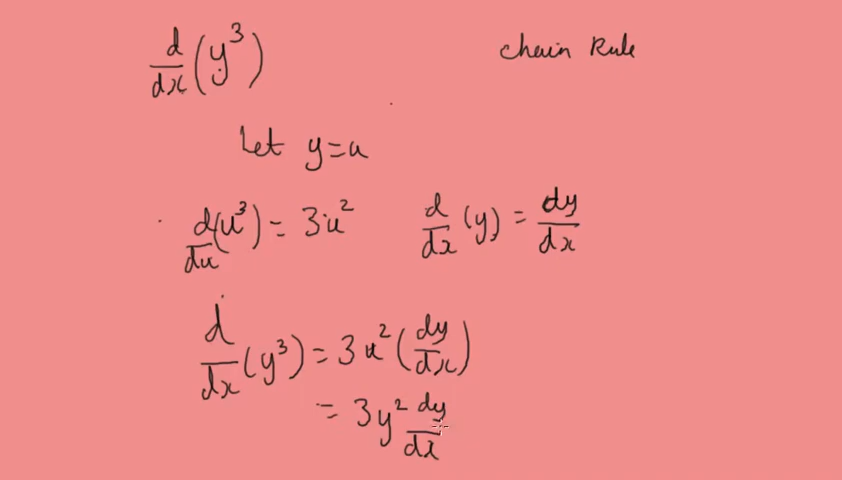 d/dx (y³) Chain Rule
Let y=u
d/du (u³) = 3u² d/dx (y) = dy/dx
d/dx (y³) = 3u² (dy/dx)
= 3y² dy/dx